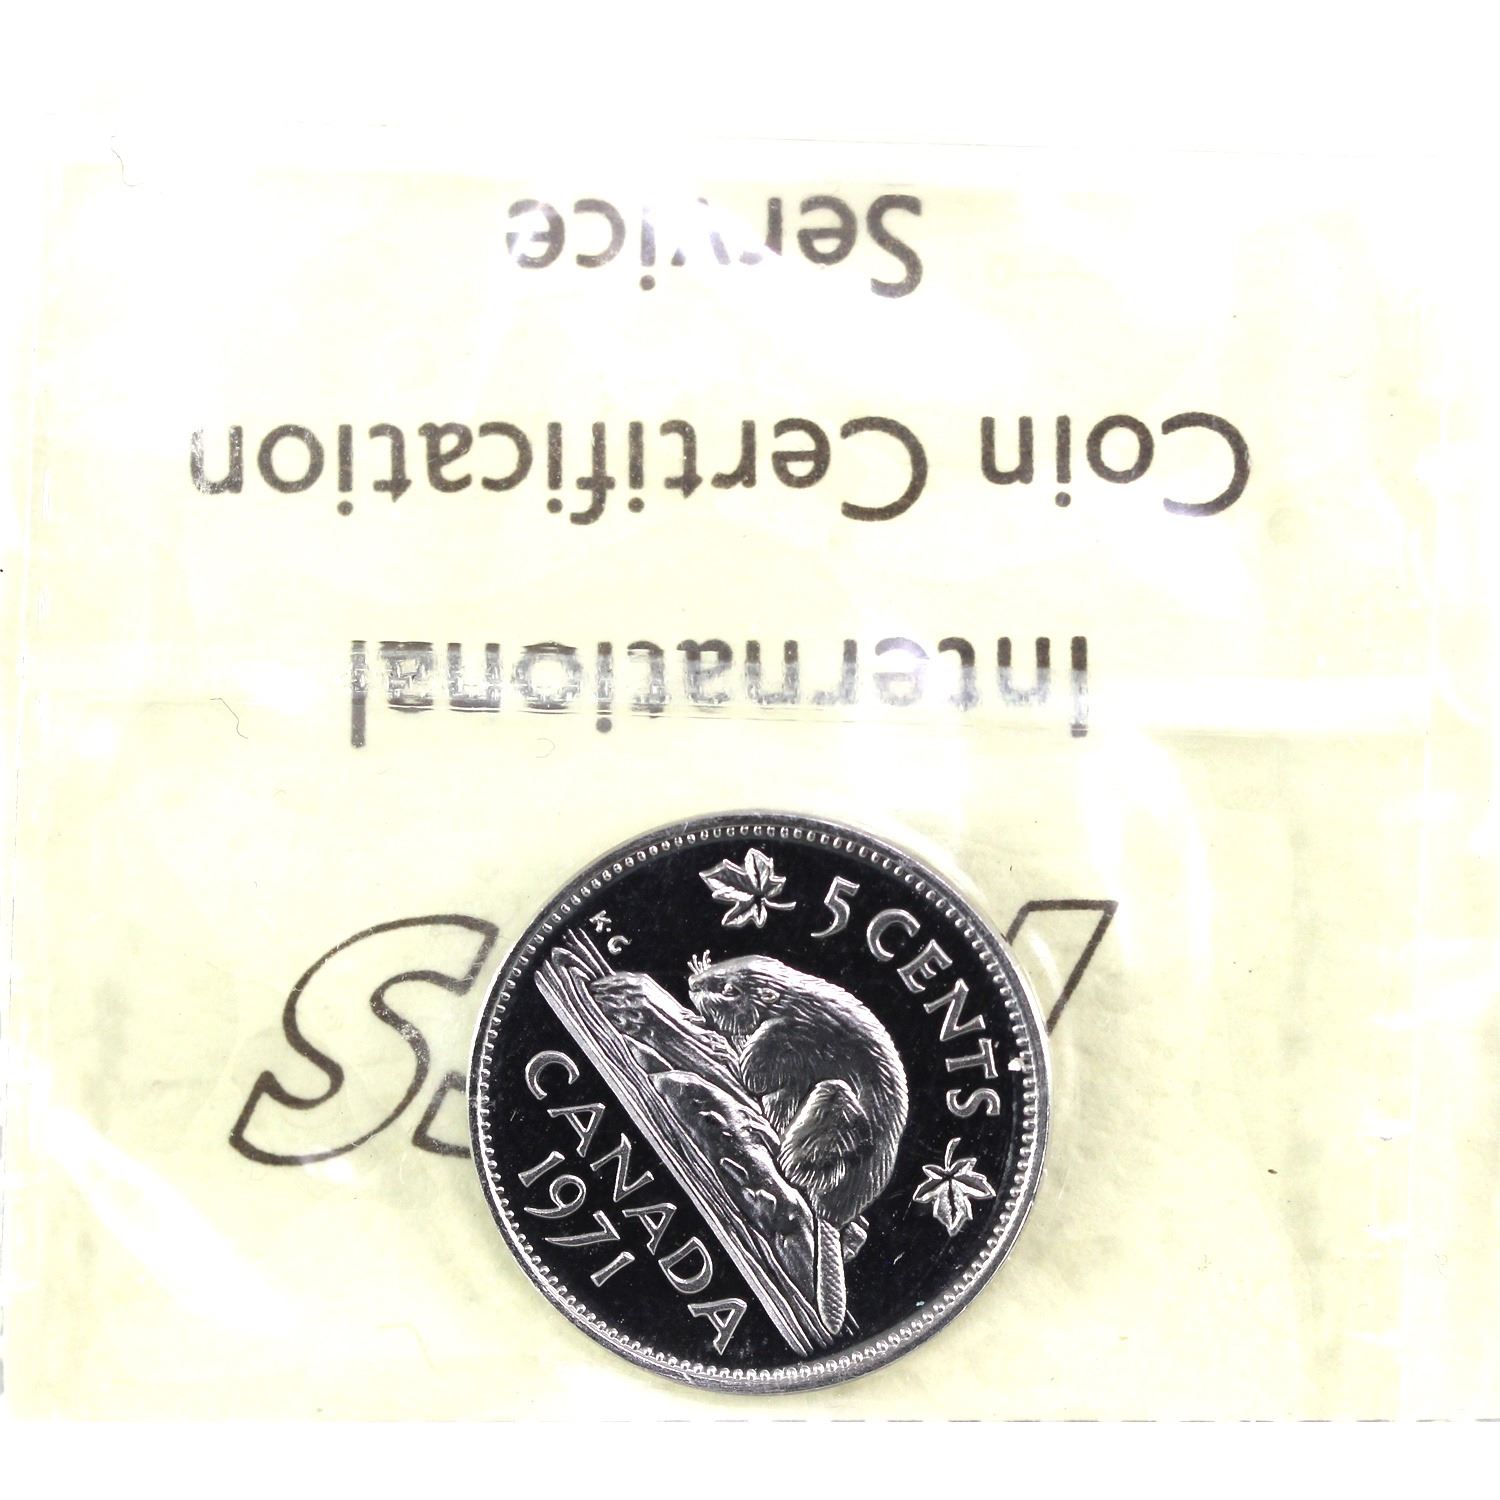 International
Coin Certification
Service
K·G
5 CENTS
CANADA
1971